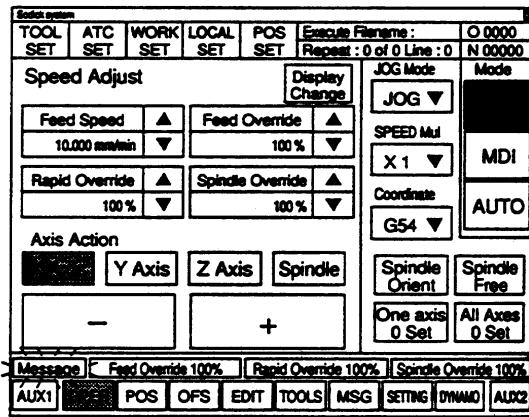 Sodick system
TOOL SET ATC SET WORK SET LOCAL SET POS SET Execute Filename : O 0000
Repeat : 0 of 0 Line : 0 N 00000
Speed Adjust Display Change JOG Mode Mode
JOG ▼
Feed Speed ▲ Feed Override ▲ SPEED Mul
10.000 mm/min ▼ 100 % ▼ X 1 ▼ MDI
Rapid Override ▲ Spindle Override ▲ Coordinate
100 % ▼ 100 % ▼ G54 ▼ AUTO
Axis Action
Y Axis Z Axis Spindle Spindle Orient Spindle Free
− + One axis 0 Set All Axes 0 Set
Message Feed Override 100% Rapid Override 100% Spindle Override 100%
AUX1 POS OFS EDIT TOOLS MSG SETTING DYNAMO AUX2